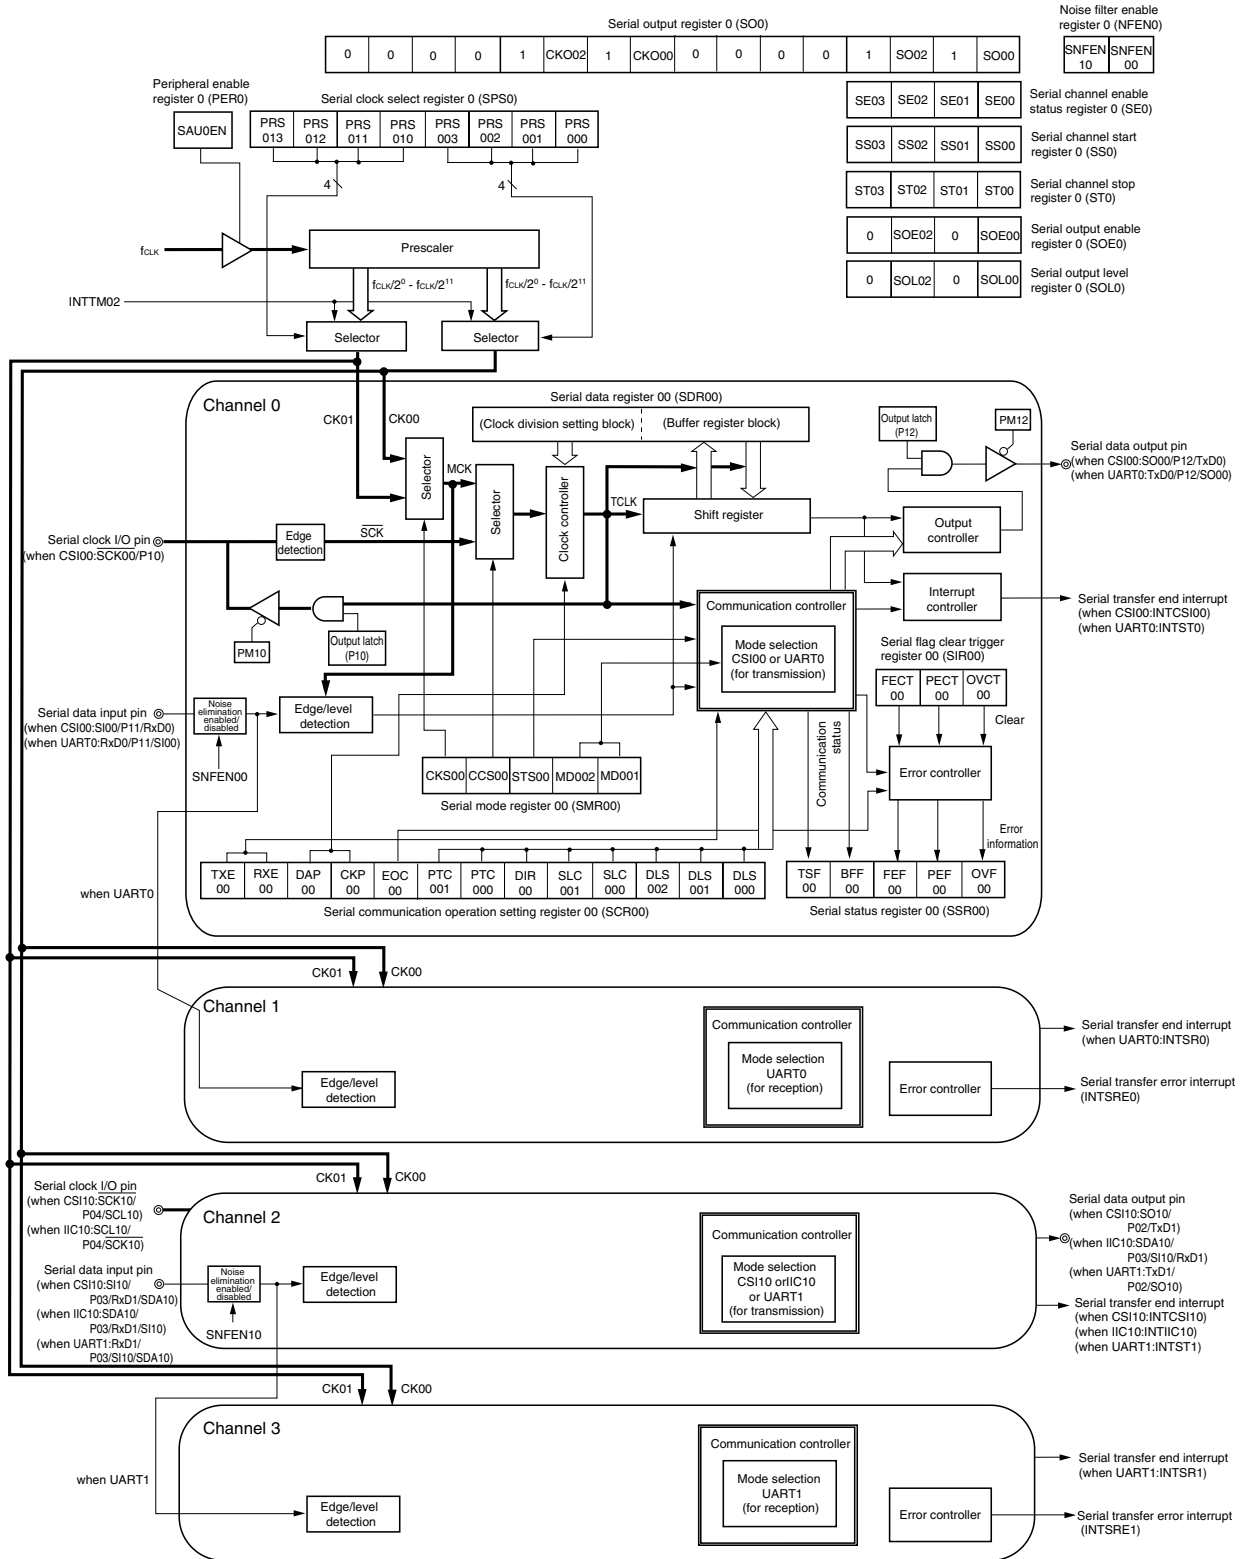 Serial output register 0 (SO0)
0 0 0 0 1 CKO02 1 CKO00 0 0 0 0 1 SO02 1 SO00
Noise filter enable
register 0 (NFEN0)
SNFEN 10 SNFEN 00
Peripheral enable
register 0 (PER0)
SAU0EN
Serial clock select register 0 (SPS0)
PRS 013 PRS 012 PRS 011 PRS 010 PRS 003 PRS 002 PRS 001 PRS 000
4
4
SE03 SE02 SE01 SE00
Serial channel enable
status register 0 (SE0)
SS03 SS02 SS01 SS00
Serial channel start
register 0 (SS0)
ST03 ST02 ST01 ST00
Serial channel stop
register 0 (ST0)
0 SOE02 0 SOE00
Serial output enable
register 0 (SOE0)
0 SOL02 0 SOL00
Serial output level
register 0 (SOL0)
fCLK
Prescaler
fCLK/2⁰ - fCLK/2¹¹
fCLK/2⁰ - fCLK/2¹¹
INTTM02
Selector
Selector
Channel 0
CK01
CK00
Serial data register 00 (SDR00)
(Clock division setting block)
(Buffer register block)
Output latch
(P12)
PM12
Serial data output pin
(when CSI00:SO00/P12/TxD0)
(when UART0:TxD0/P12/SO00)
Selector
MCK
Selector
Clock controller
TCLK
Shift register
Output
controller
Serial clock I/O pin
(when CSI00:SCK00/P10)
Edge
detection
SCK
Communication controller
Mode selection
CSI00 or UART0
(for transmission)
Interrupt
controller
Serial transfer end interrupt
(when CSI00:INTCSI00)
(when UART0:INTST0)
PM10
Output latch
(P10)
Serial flag clear trigger
register 00 (SIR00)
FECT 00 PECT 00 OVCT 00
Clear
Serial data input pin
(when CSI00:SI00/P11/RxD0)
(when UART0:RxD0/P11/SI00)
Noise
elimination
enabled/
disabled
SNFEN00
Edge/level
detection
Communication
status
Error controller
CKS00 CCS00 STS00 MD002 MD001
Serial mode register 00 (SMR00)
Error
information
when UART0
TXE 00 RXE 00 DAP 00 CKP 00 EOC 00 PTC 001 PTC 000 DIR 00 SLC 001 SLC 000 DLS 002 DLS 001 DLS 000
Serial communication operation setting register 00 (SCR00)
TSF 00 BFF 00 FEF 00 PEF 00 OVF 00
Serial status register 00 (SSR00)
CK01
CK00
Channel 1
Communication controller
Mode selection
UART0
(for reception)
Edge/level
detection
Error controller
Serial transfer end interrupt
(when UART0:INTSR0)
Serial transfer error interrupt
(INTSRE0)
CK01
CK00
Serial clock I/O pin
(when CSI10:SCK10/
P04/SCL10)
(when IIC10:SCL10/
P04/SCK10)
Channel 2
Serial data input pin
(when CSI10:SI10/
P03/RxD1/SDA10)
(when IIC10:SDA10/
P03/RxD1/SI10)
(when UART1:RxD1/
P03/SI10/SDA10)
Noise
elimination
enabled/
disabled
SNFEN10
Edge/level
detection
Communication controller
Mode selection
CSI10 orIIC10
or UART1
(for transmission)
Serial data output pin
(when CSI10:SO10/
P02/TxD1)
(when IIC10:SDA10/
P03/SI10/RxD1)
(when UART1:TxD1/
P02/SO10)
Serial transfer end interrupt
(when CSI10:INTCSI10)
(when IIC10:INTIIC10)
(when UART1:INTST1)
CK01
CK00
Channel 3
when UART1
Edge/level
detection
Communication controller
Mode selection
UART1
(for reception)
Error controller
Serial transfer end interrupt
(when UART1:INTSR1)
Serial transfer error interrupt
(INTSRE1)